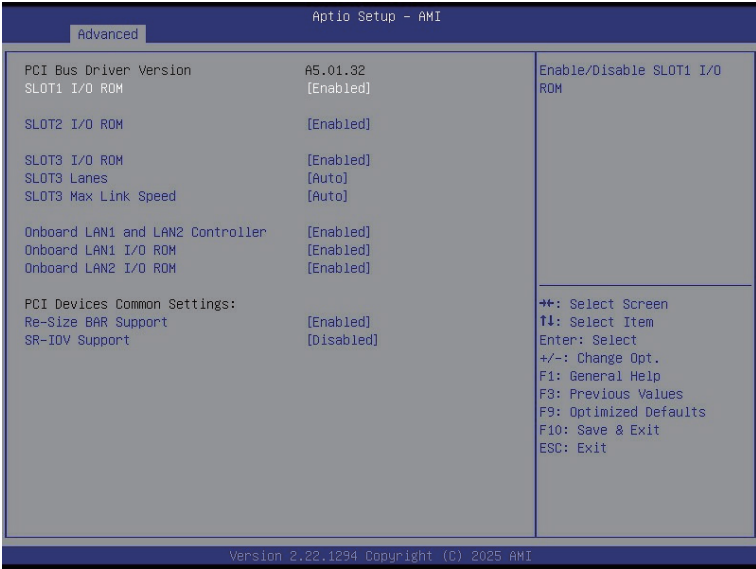 Aptio Setup – AMI
Advanced
PCI Bus Driver Version A5.01.32
SLOT1 I/O ROM [Enabled]
SLOT2 I/O ROM [Enabled]
SLOT3 I/O ROM [Enabled]
SLOT3 Lanes [Auto]
SLOT3 Max Link Speed [Auto]
Onboard LAN1 and LAN2 Controller [Enabled]
Onboard LAN1 I/O ROM [Enabled]
Onboard LAN2 I/O ROM [Enabled]
PCI Devices Common Settings:
Re-Size BAR Support [Enabled]
SR-IOV Support [Disabled]
Enable/Disable SLOT1 I/O
ROM
→←: Select Screen
↑↓: Select Item
Enter: Select
+/-: Change Opt.
F1: General Help
F3: Previous Values
F9: Optimized Defaults
F10: Save & Exit
ESC: Exit
Version 2.22.1294 Copyright (C) 2025 AMI